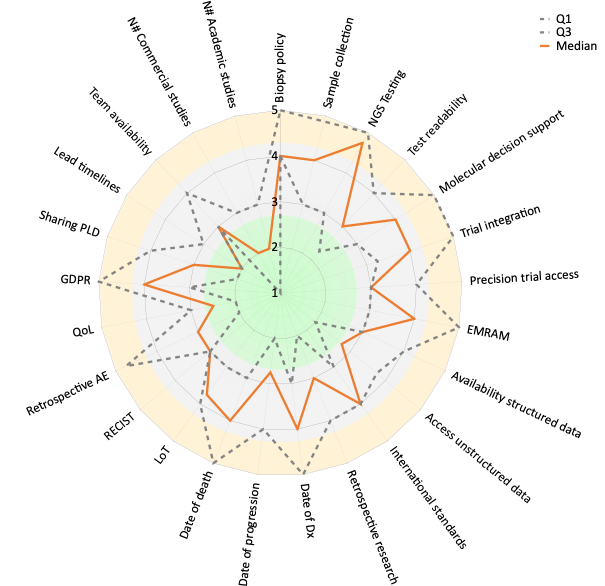 Q1
Q3
Median
Biopsy policy
Sample collection
NGS Testing
Test readability
Molecular decision support
Trial integration
Precision trial access
EMRAM
Availability structured data
Access unstructured data
International standards
Retrospective research
Date of Dx
Date of progression
Date of death
LoT
RECIST
Retrospective AE
QoL
GDPR
Sharing PLD
Lead timelines
Team availability
N# Commercial studies
N# Academic studies
5
4
3
2
1